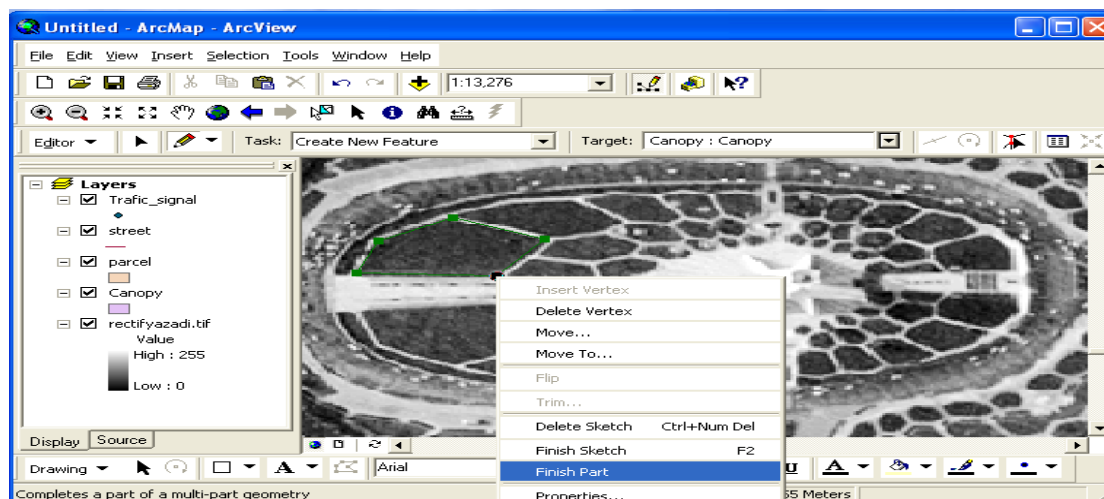 Untitled - ArcMap - ArcView
File Edit View Insert Selection Tools Window Help
1:13,276
Editor Task: Create New Feature Target: Canopy : Canopy
Layers
Trafic_signal
street
parcel
Canopy
rectifyazadi.tif
Value
High : 255
Low : 0
Display Source
Insert Vertex
Delete Vertex
Move...
Move To...
Flip
Trim...
Delete Sketch Ctrl+Num Del
Finish Sketch F2
Finish Part
Properties...
Drawing A Arial U A
Completes a part of a multi-part geometry Meters